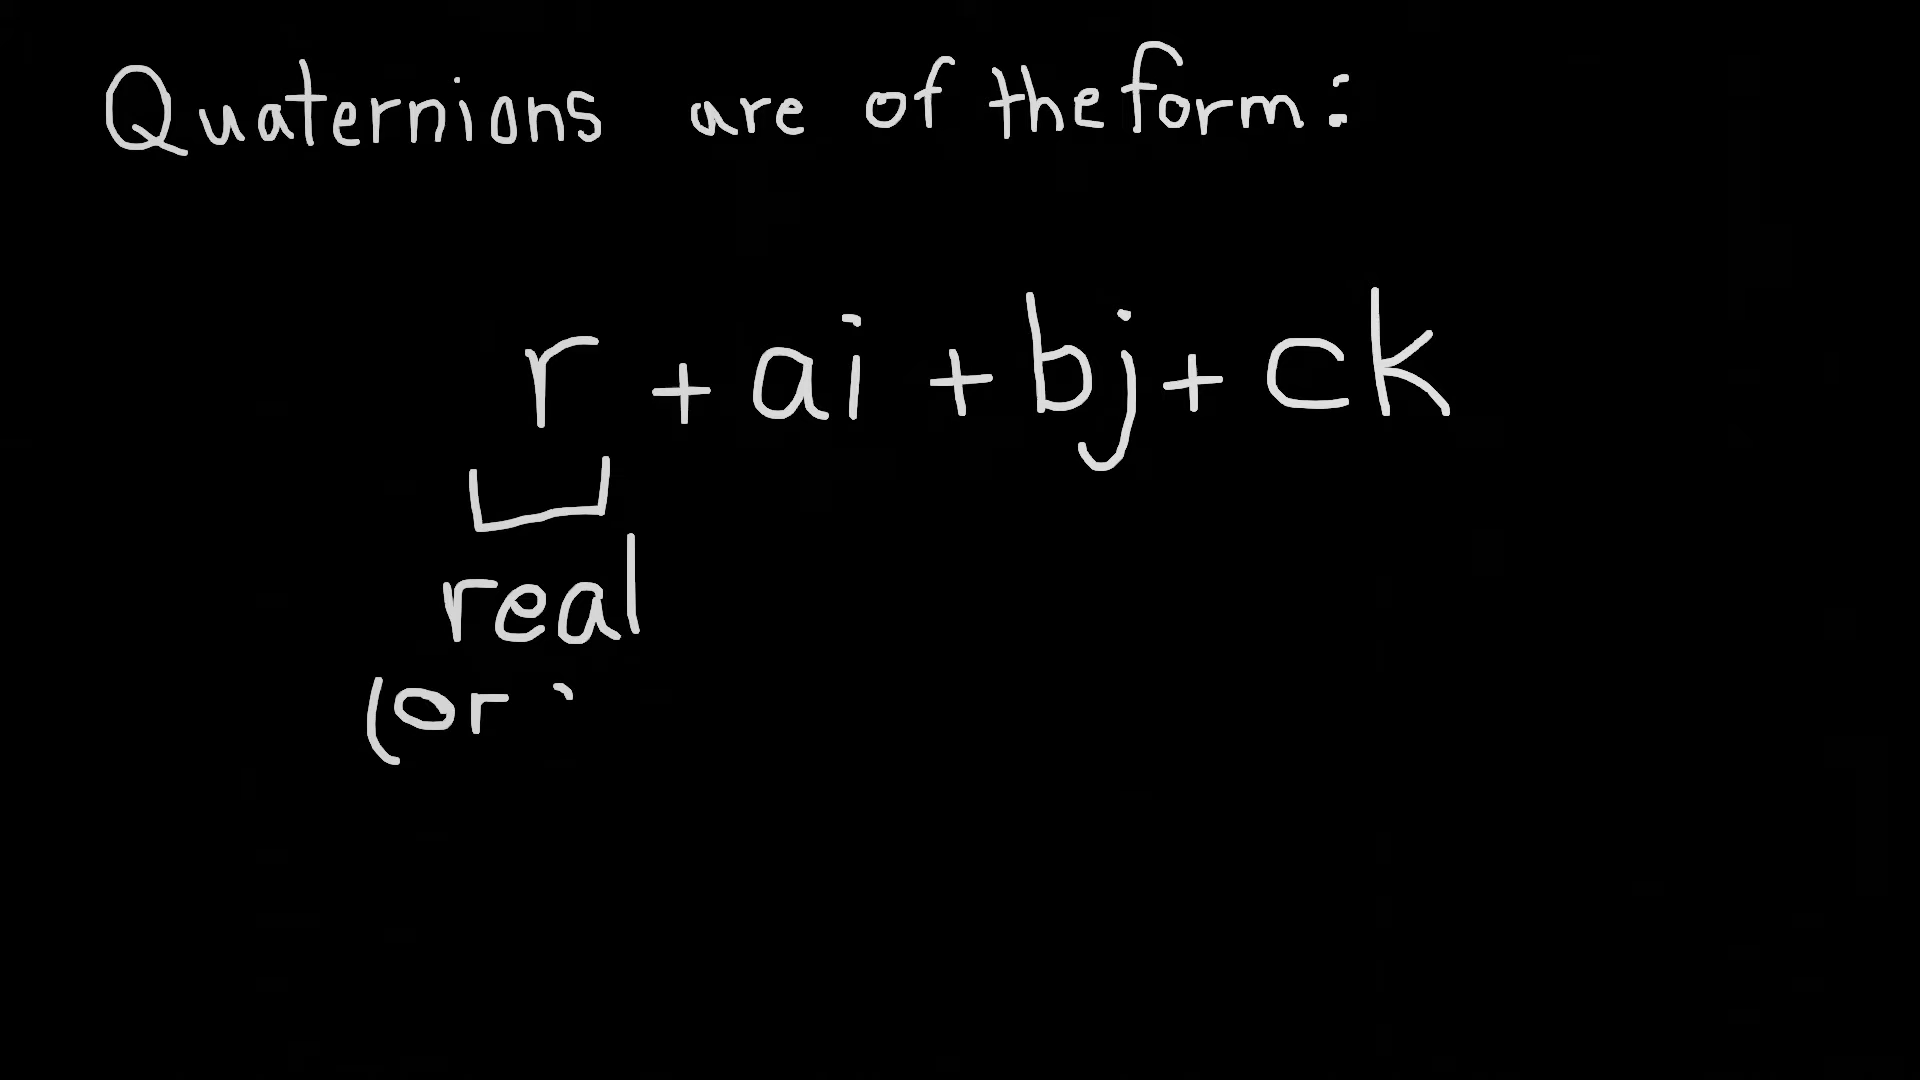 Quaternions are of the form:
r + ai + bj + ck
real
(or